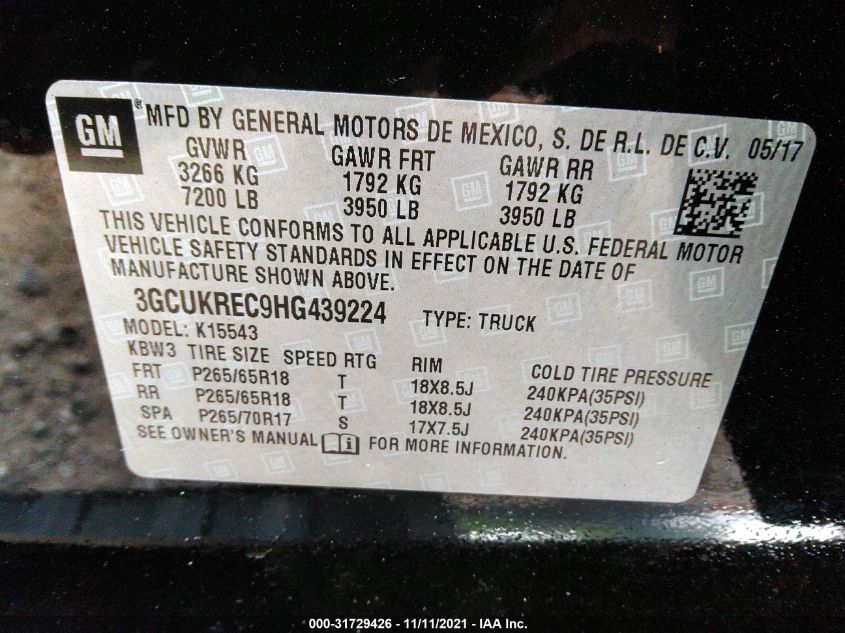 GM
® MFD BY GENERAL MOTORS DE MEXICO, S. DE R.L. DE C.V. 05/17
GVWR GAWR FRT GAWR RR
3266 KG 1792 KG 1792 KG
7200 LB 3950 LB 3950 LB
THIS VEHICLE CONFORMS TO ALL APPLICABLE U.S. FEDERAL MOTOR
VEHICLE SAFETY STANDARDS IN EFFECT ON THE DATE OF
MANUFACTURE SHOWN ABOVE.
3GCUKREC9HG439224 TYPE: TRUCK
MODEL: K15543
KBW3 TIRE SIZE SPEED RTG RIM COLD TIRE PRESSURE
FRT P265/65R18 T 18X8.5J 240KPA(35PSI)
RR P265/65R18 T 18X8.5J 240KPA(35PSI)
SPA P265/70R17 S 17X7.5J 240KPA(35PSI)
SEE OWNER'S MANUAL FOR MORE INFORMATION.
000-31729426 - 11/11/2021 - IAA Inc.